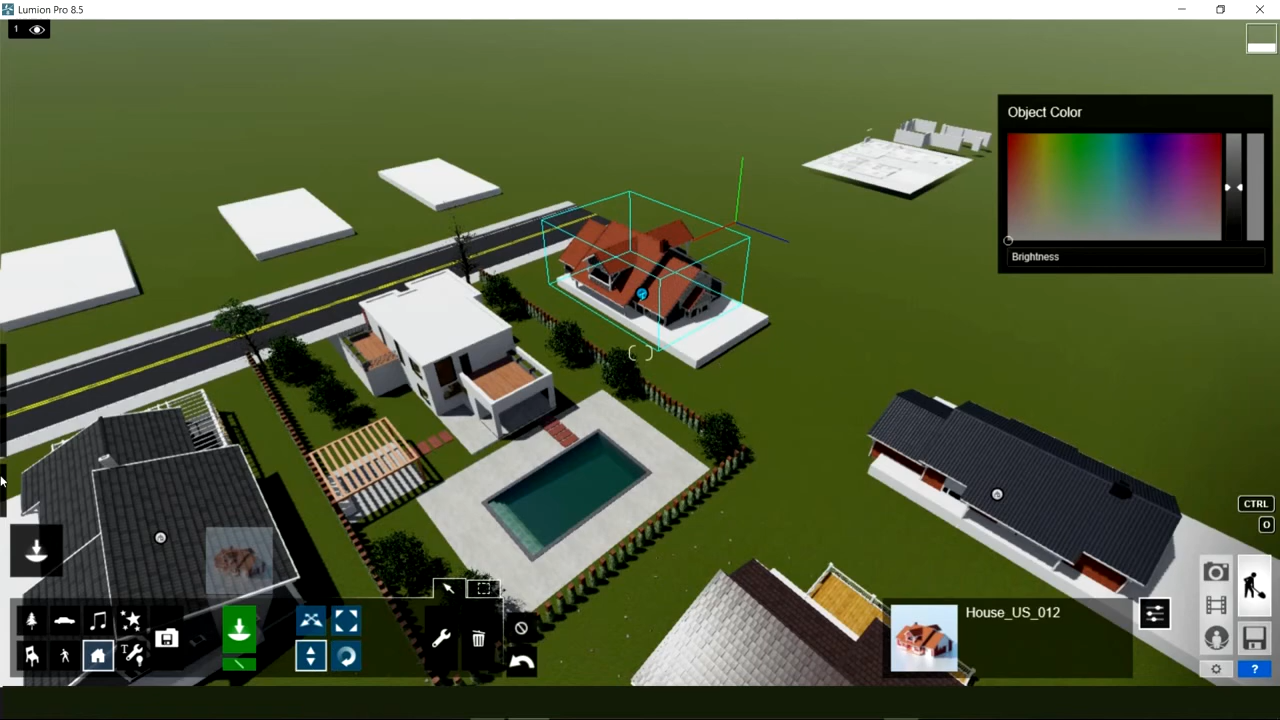 Lumion Pro 8.5
1
Object Color
Brightness
CTRL
O
House_US_012
T
?